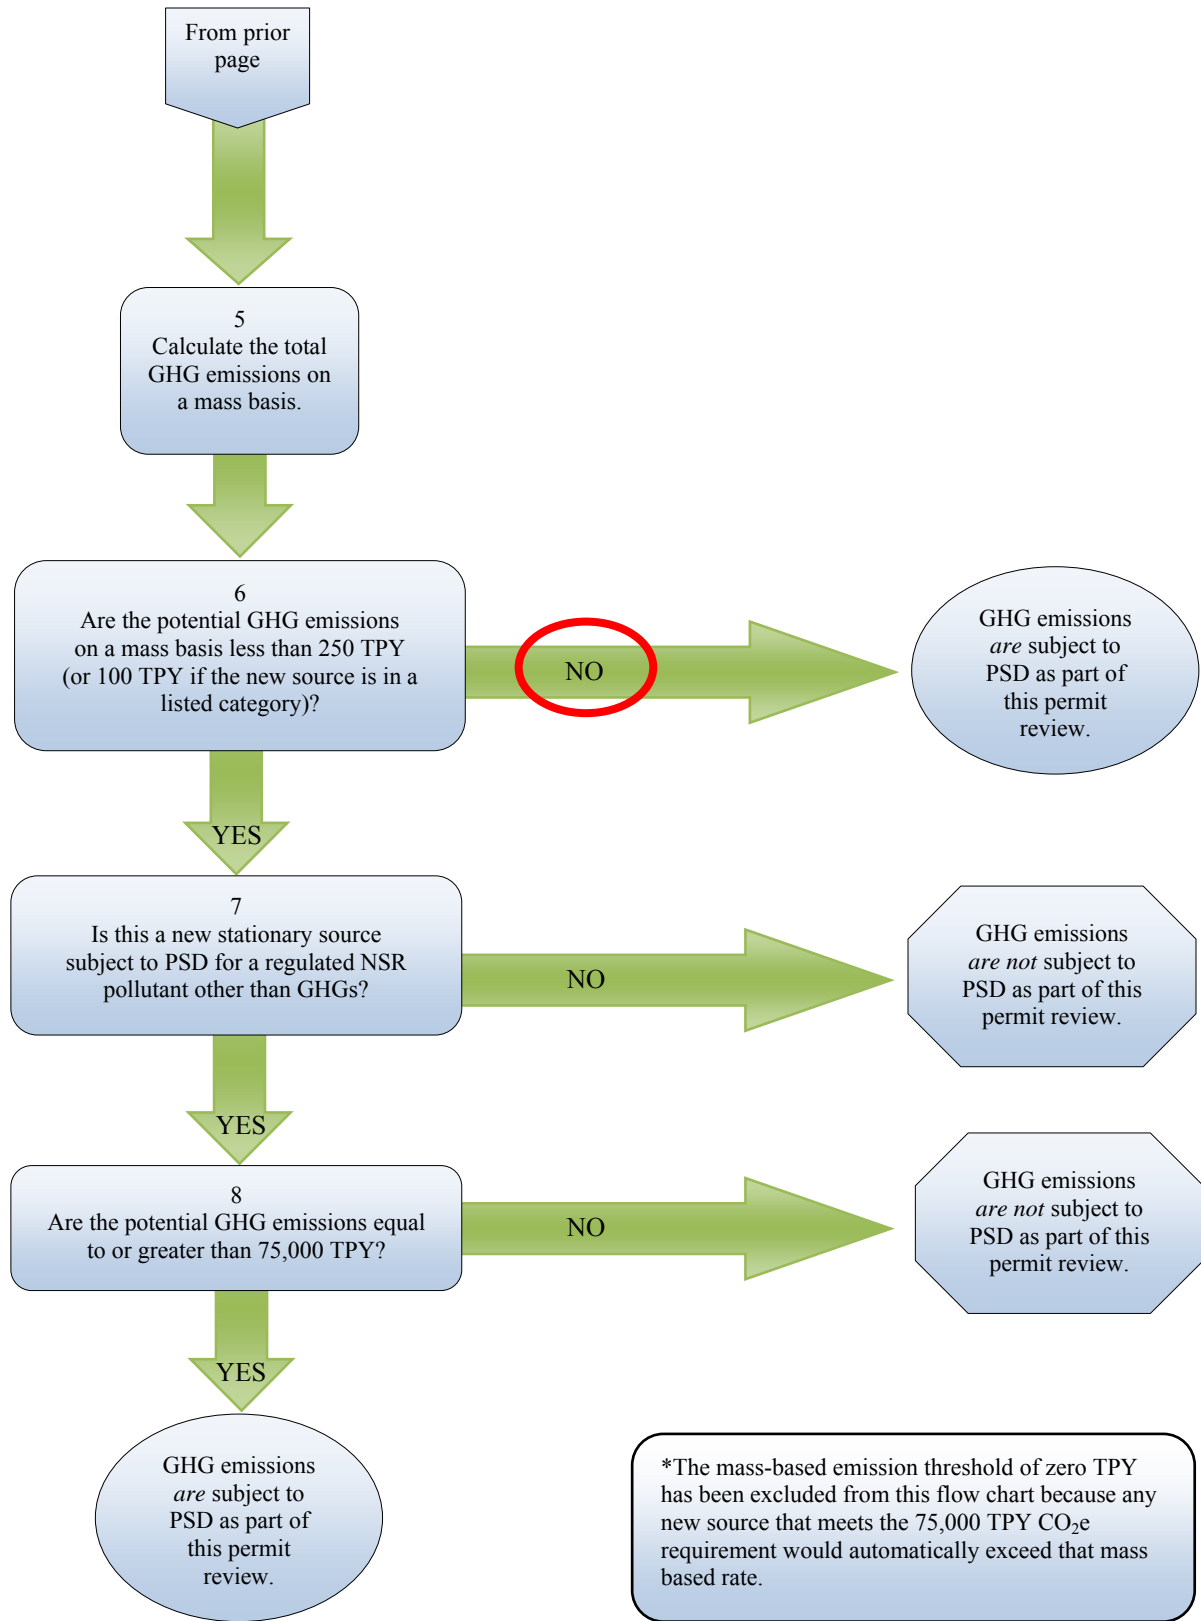 From prior
page
5
Calculate the total
GHG emissions on
a mass basis.
6
Are the potential GHG emissions
on a mass basis less than 250 TPY
(or 100 TPY if the new source is in a
listed category)?
NO
GHG emissions
are subject to
PSD as part of
this permit
review.
YES
7
Is this a new stationary source
subject to PSD for a regulated NSR
pollutant other than GHGs?
NO
GHG emissions
are not subject to
PSD as part of this
permit review.
YES
8
Are the potential GHG emissions equal
to or greater than 75,000 TPY?
NO
GHG emissions
are not subject to
PSD as part of this
permit review.
YES
GHG emissions
are subject to
PSD as part of
this permit
review.
*The mass-based emission threshold of zero TPY
has been excluded from this flow chart because any
new source that meets the 75,000 TPY CO₂e
requirement would automatically exceed that mass
based rate.